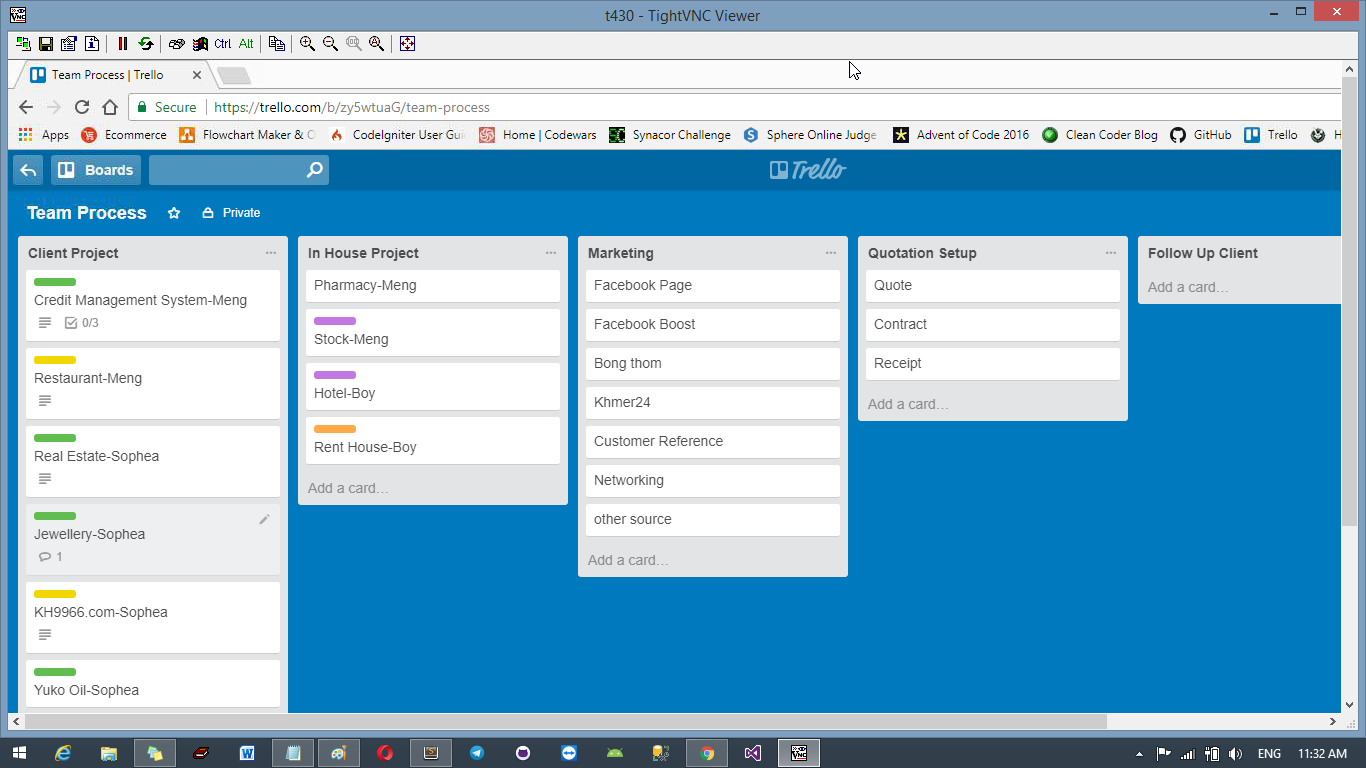 t430 - TightVNC Viewer
Ctrl Alt
Team Process | Trello
Secure https://trello.com/b/zy5wtuaG/team-process
Apps Ecommerce Flowchart Maker & CodeIgniter User Home | Codewars Synacor Challenge Sphere Online Judge Advent of Code 2016 Clean Coder Blog GitHub Trello H
Boards Trello
Team Process Private
Client Project
Credit Management System-Meng
0/3
Restaurant-Meng
Real Estate-Sophea
Jewellery-Sophea
1
KH9966.com-Sophea
Yuko Oil-Sophea
In House Project
Pharmacy-Meng
Stock-Meng
Hotel-Boy
Rent House-Boy
Add a card…
Marketing
Facebook Page
Facebook Boost
Bong thom
Khmer24
Customer Reference
Networking
other source
Add a card…
Quotation Setup
Quote
Contract
Receipt
Add a card…
Follow Up Client
Add a card…
ENG 11:32 AM